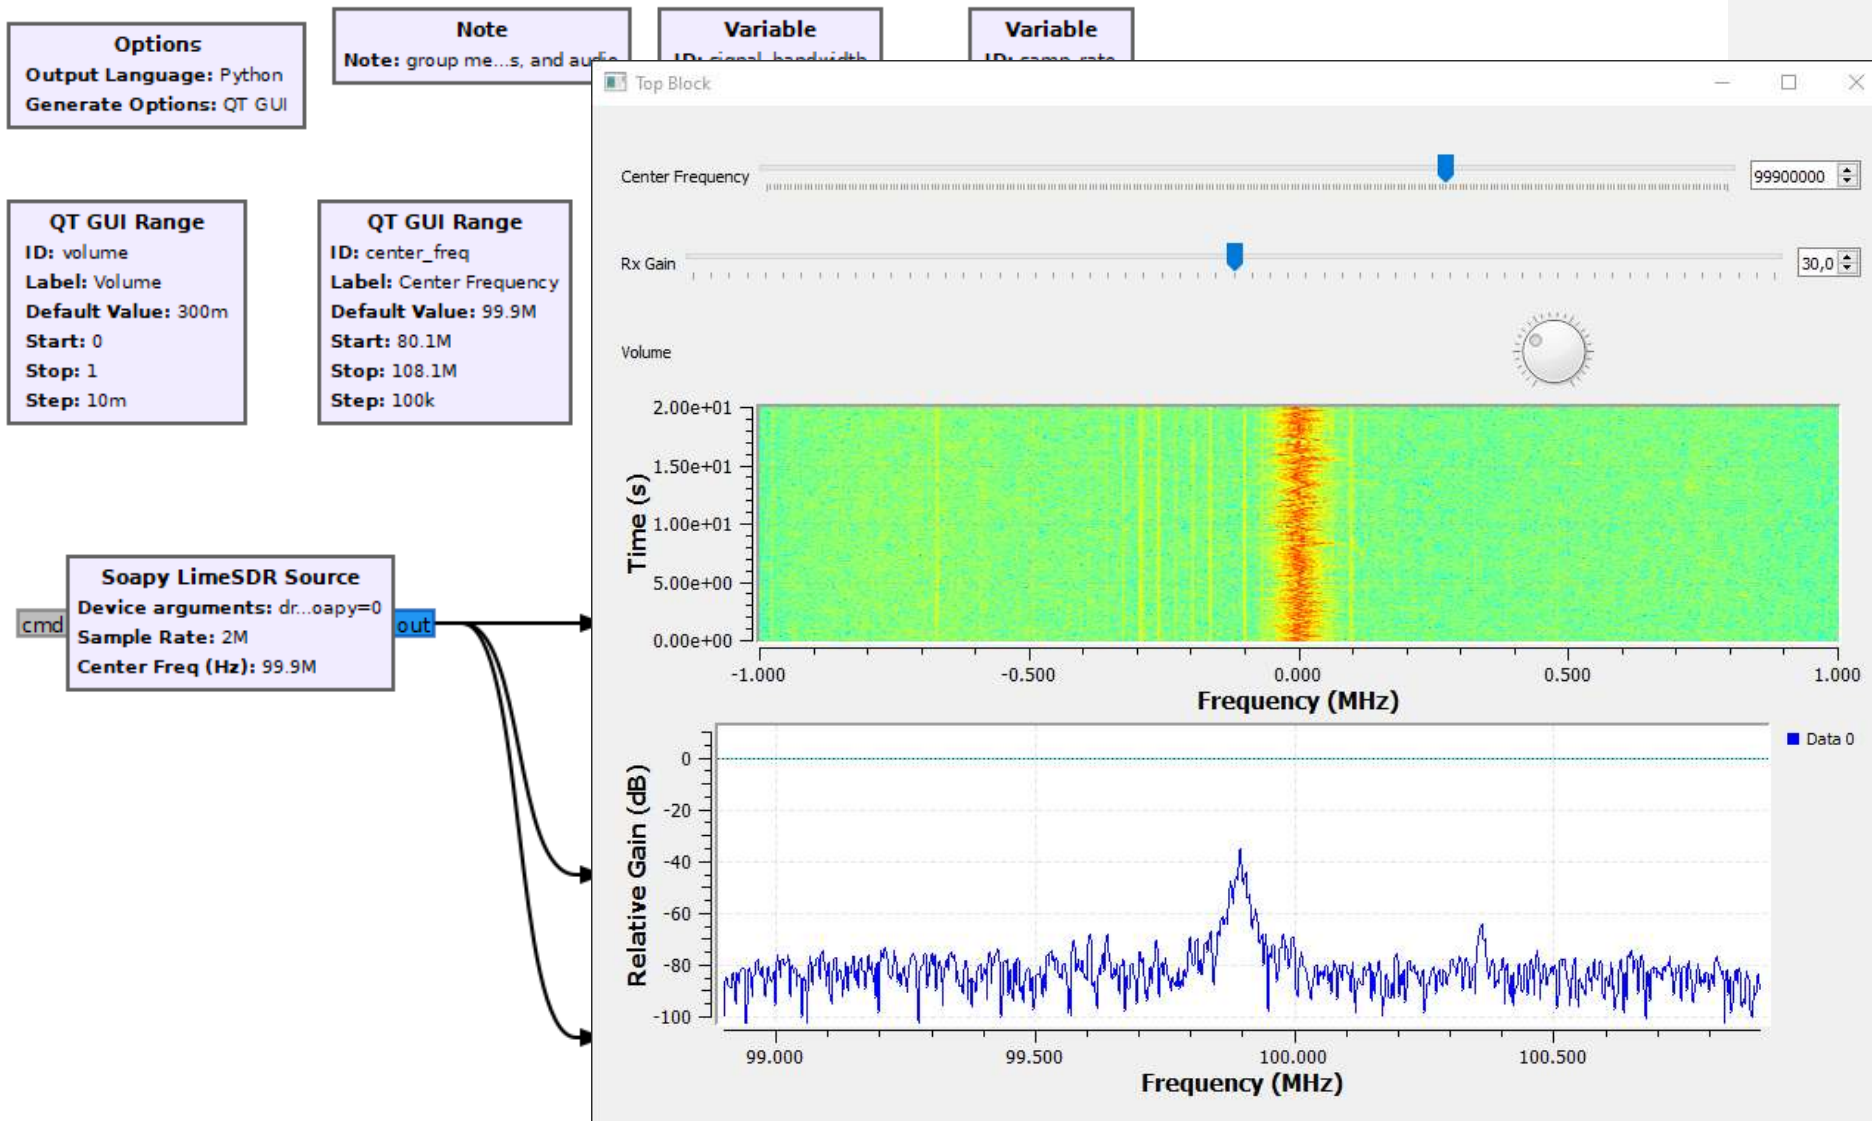 Options
Output Language: Python
Generate Options: QT GUI
Note
Note: group me...s, and audio
Variable
ID: signal_bandwidth
Variable
ID: samp_rate
QT GUI Range
ID: volume
Label: Volume
Default Value: 300m
Start: 0
Stop: 1
Step: 10m
QT GUI Range
ID: center_freq
Label: Center Frequency
Default Value: 99.9M
Start: 80.1M
Stop: 108.1M
Step: 100k
Soapy LimeSDR Source
Device arguments: dr...oapy=0
Sample Rate: 2M
Center Freq (Hz): 99.9M
cmd
out
Top Block
Center Frequency
99900000
Rx Gain
30,0
Volume
2.00e+01
1.50e+01
1.00e+01
5.00e+00
0.00e+00
Time (s)
-1.000 -0.500 0.000 0.500 1.000
Frequency (MHz)
Data 0
0
-20
-40
-60
-80
-100
Relative Gain (dB)
99.000 99.500 100.000 100.500
Frequency (MHz)